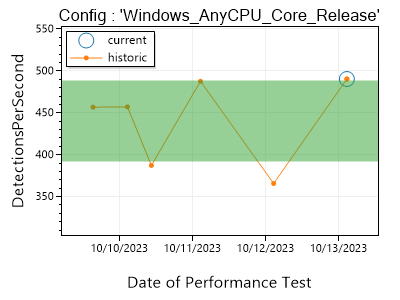 Config : 'Windows_AnyCPU_Core_Release'
550
500
450
400
350
DetectionsPerSecond
current
historic
10/10/2023
10/11/2023
10/12/2023
10/13/2023
Date of Performance Test